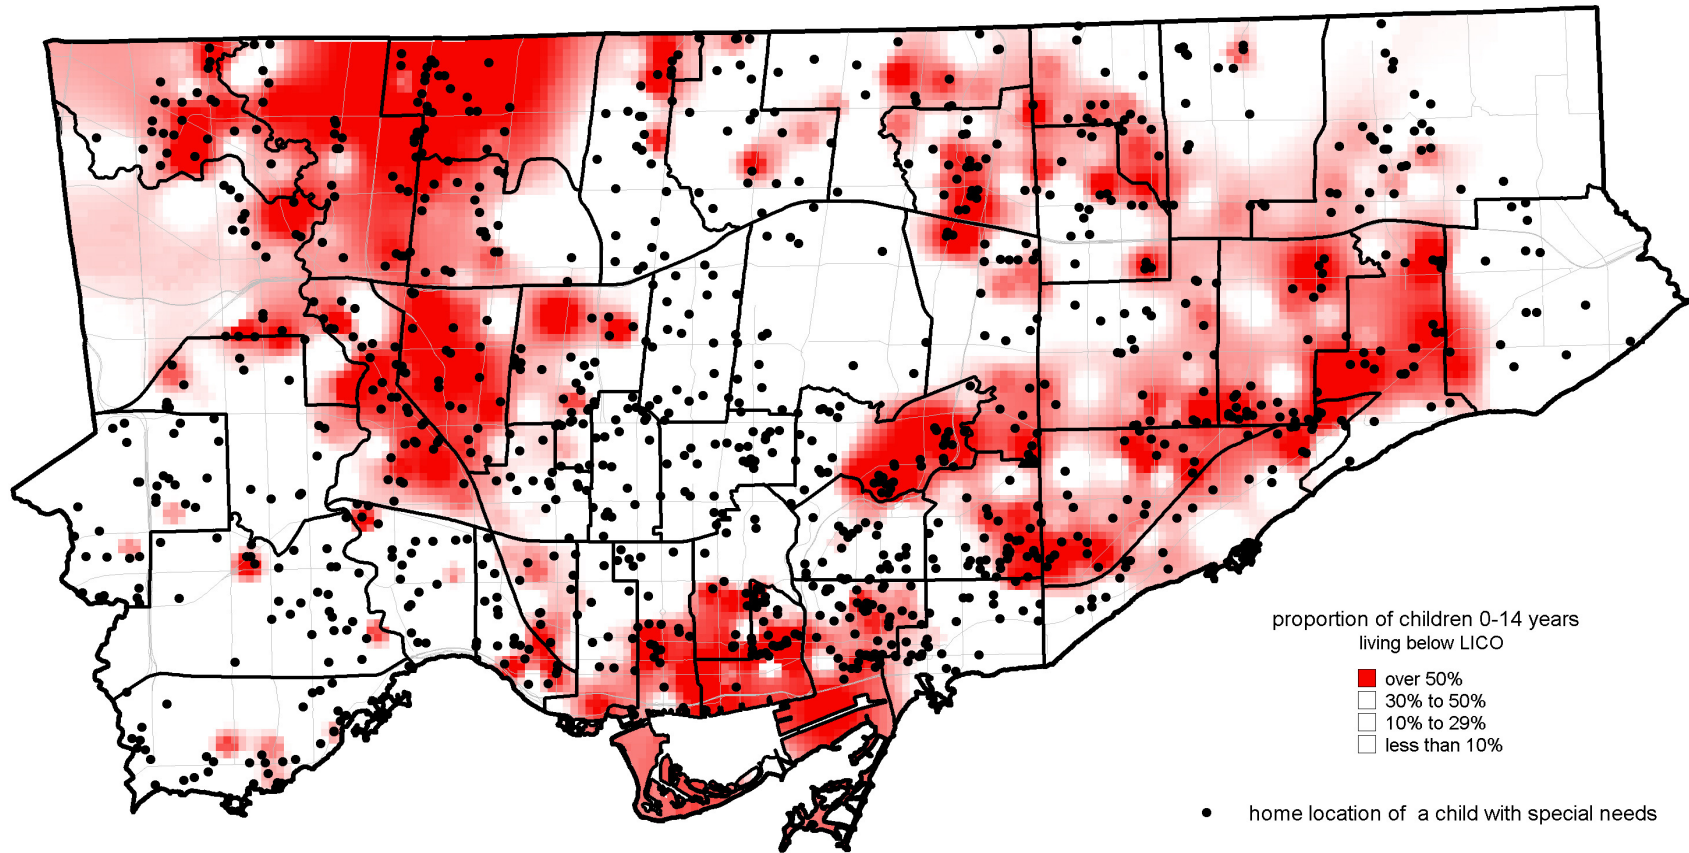 proportion of children 0-14 years
living below LICO
over 50%
30% to 50%
10% to 29%
less than 10%
home location of a child with special needs